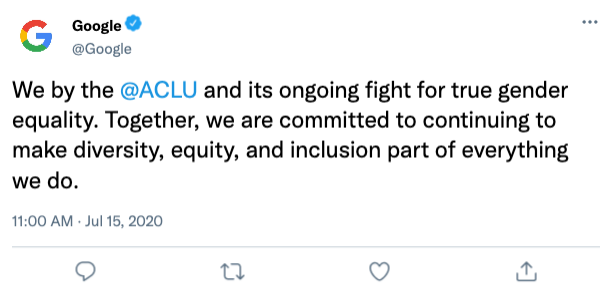 Google
@Google
We by the @ACLU and its ongoing fight for true gender
equality. Together, we are committed to continuing to
make diversity, equity, and inclusion part of everything
we do.
11:00 AM · Jul 15, 2020